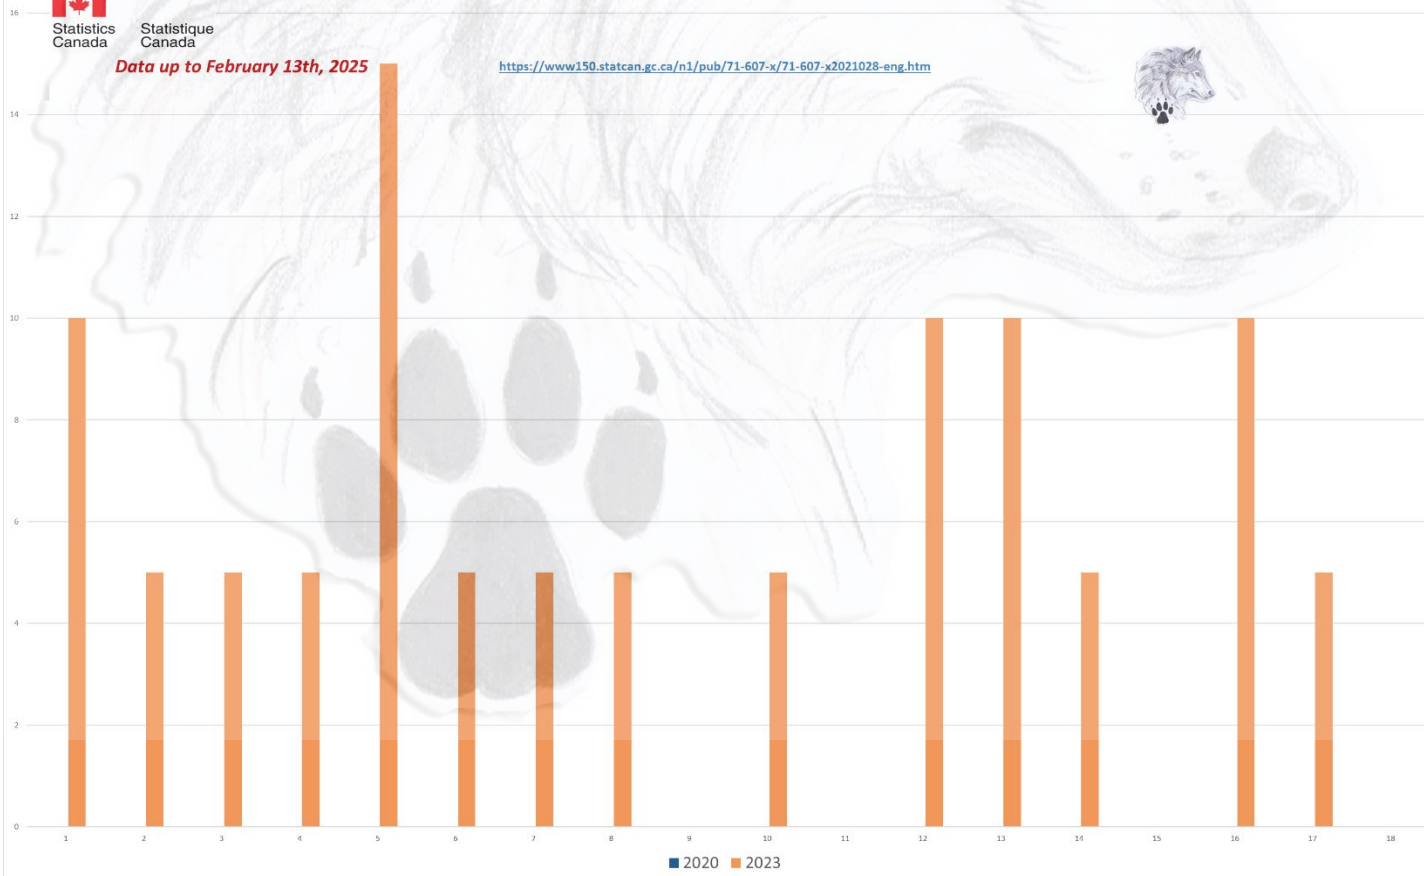 Statistics Statistique
Canada Canada
Data up to February 13th, 2025
https://www150.statcan.gc.ca/n1/pub/71-607-x/71-607-x2021028-eng.htm
16
14
12
10
8
6
4
2
0
1 2 3 4 5 6 7 8 9 10 11 12 13 14 15 16 17 18
2020 2023